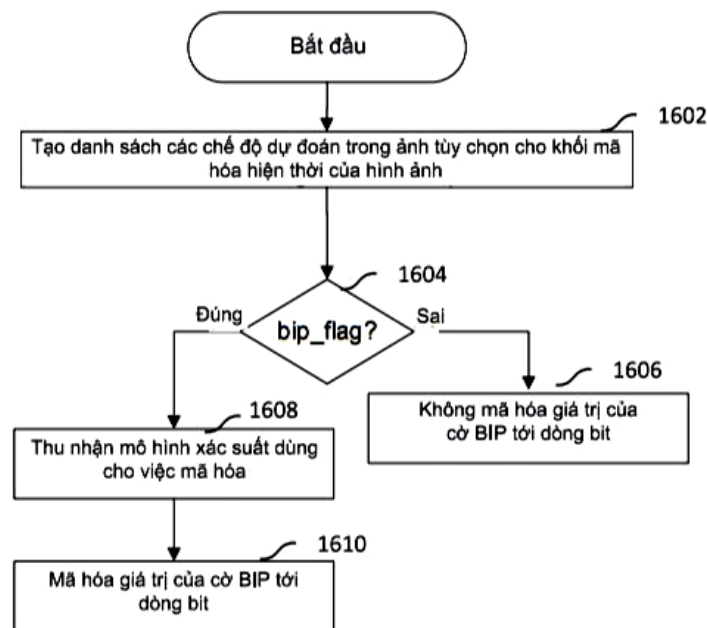 Bắt đầu
1602
Tạo danh sách các chế độ dự đoán trong ảnh tùy chọn cho khối mã
hóa hiện thời của hình ảnh
1604
Đúng
bip_flag?
Sai
1606
Không mã hóa giá trị của
cờ BIP tới dòng bit
1608
Thu nhận mô hình xác suất dùng
cho việc mã hóa
1610
Mã hóa giá trị của cờ BIP tới
dòng bit